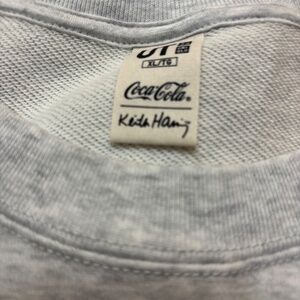 UT
XL/TG
Coca-Cola®
Keith Haring